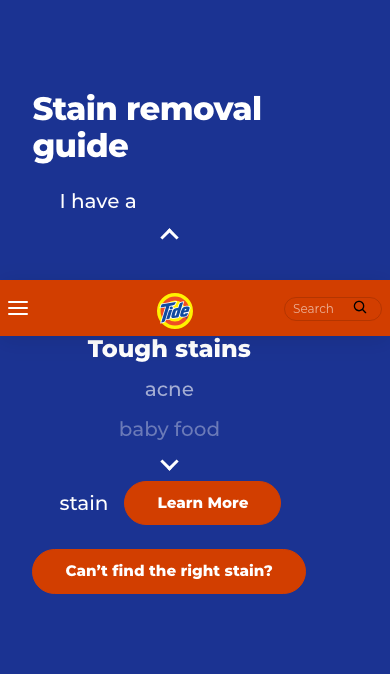 Stain removal
guide
I have a
Tide
Search
Tough stains
acne
baby food
stain
Learn More
Can't find the right stain?